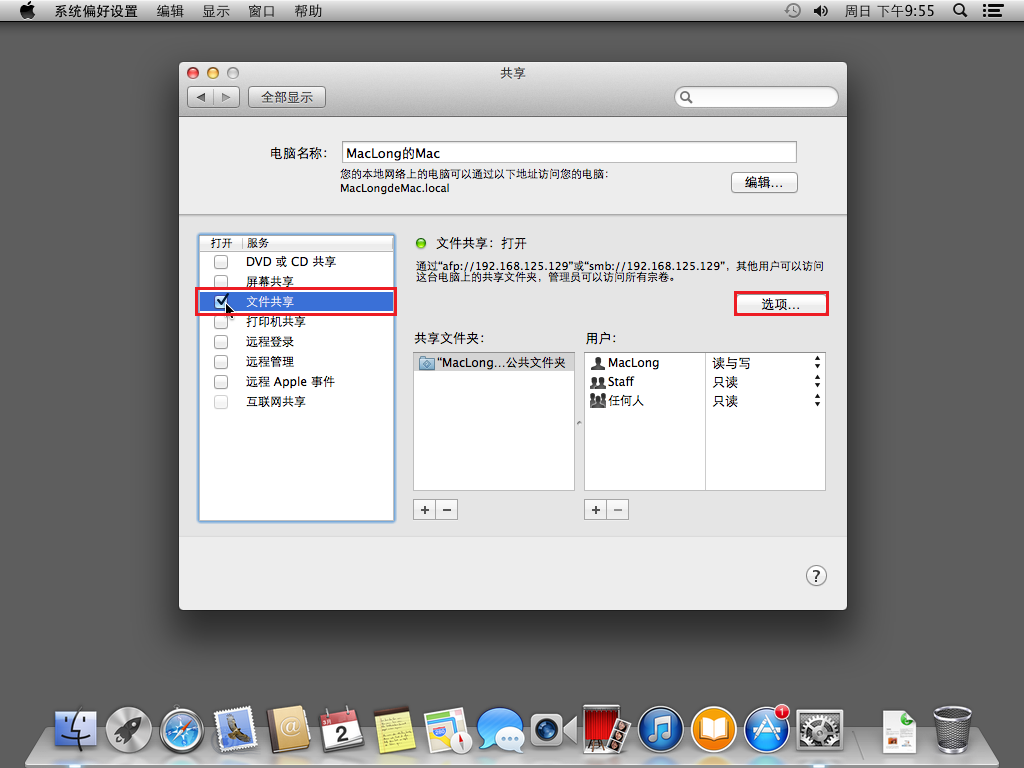 系统偏好设置 编辑 显示 窗口 帮助 周日 下午9:55
共享
全部显示
电脑名称： MacLong的Mac
您的本地网络上的电脑可以通过以下地址访问您的电脑：
MacLongdeMac.local
编辑...
打开 服务
DVD 或 CD 共享
屏幕共享
文件共享
打印机共享
远程登录
远程管理
远程 Apple 事件
互联网共享
文件共享：打开
通过“afp://192.168.125.129”或“smb://192.168.125.129”，其他用户可以访问
这台电脑上的共享文件夹，管理员可以访问所有宗卷。
选项...
共享文件夹： 用户：
“MacLong...公共文件夹
MacLong 读与写
Staff 只读
任何人 只读
+ − + −
?
3月
2
1